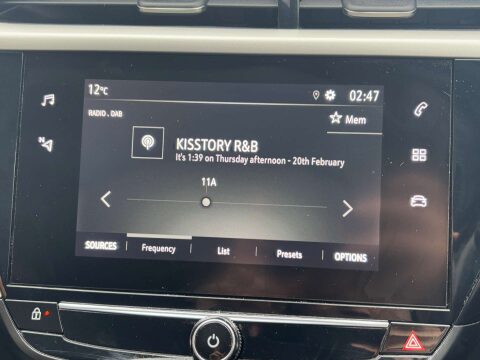 12°C
02:47
RADIO . DAB
Mem
KISSTORY R&B
It's 1:39 on Thursday afternoon - 20th February
11A
SOURCES Frequency List Presets OPTIONS
N